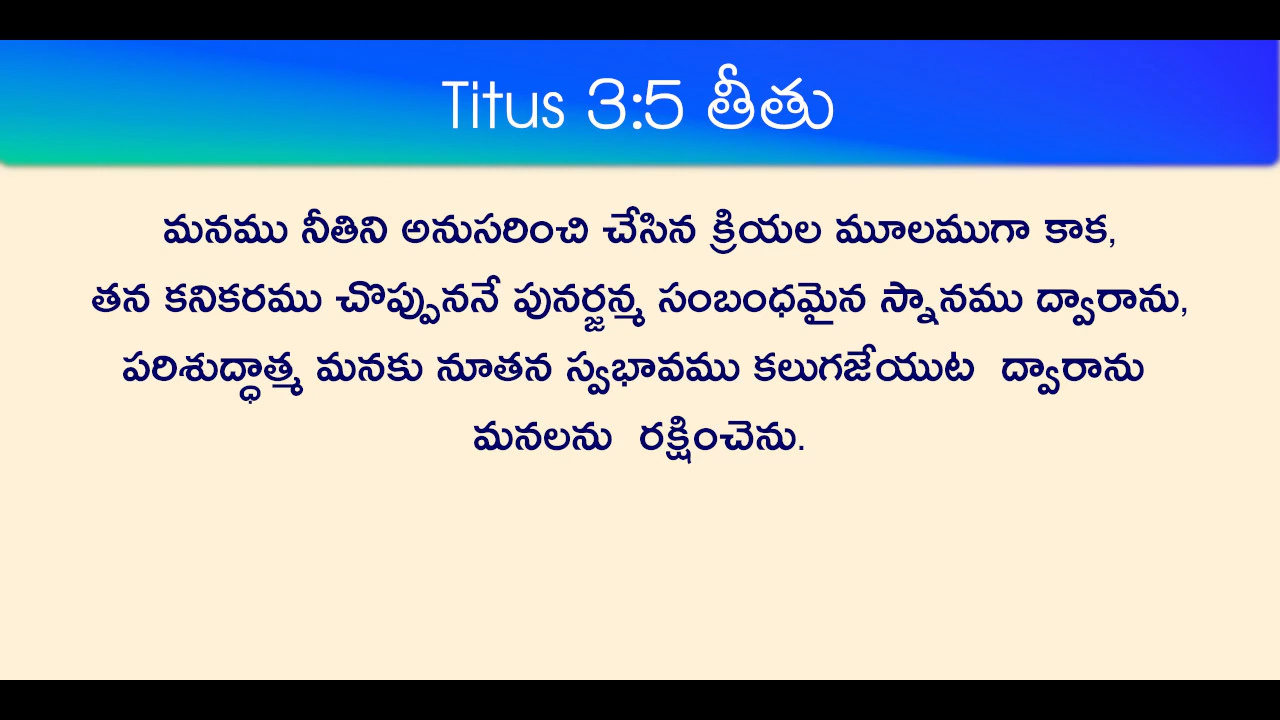 Titus 3:5 తీతు
మనము నీతిని అనుసరించి చేసిన క్రియల మూలముగా కాక,
తన కనికరము చొప్పుననే పునర్జన్మ సంబంధమైన స్నానము ద్వారాను,
పరిశుద్ధాత్మ మనకు నూతన స్వభావము కలుగజేయుట ద్వారాను
మనలను రక్షించెను.